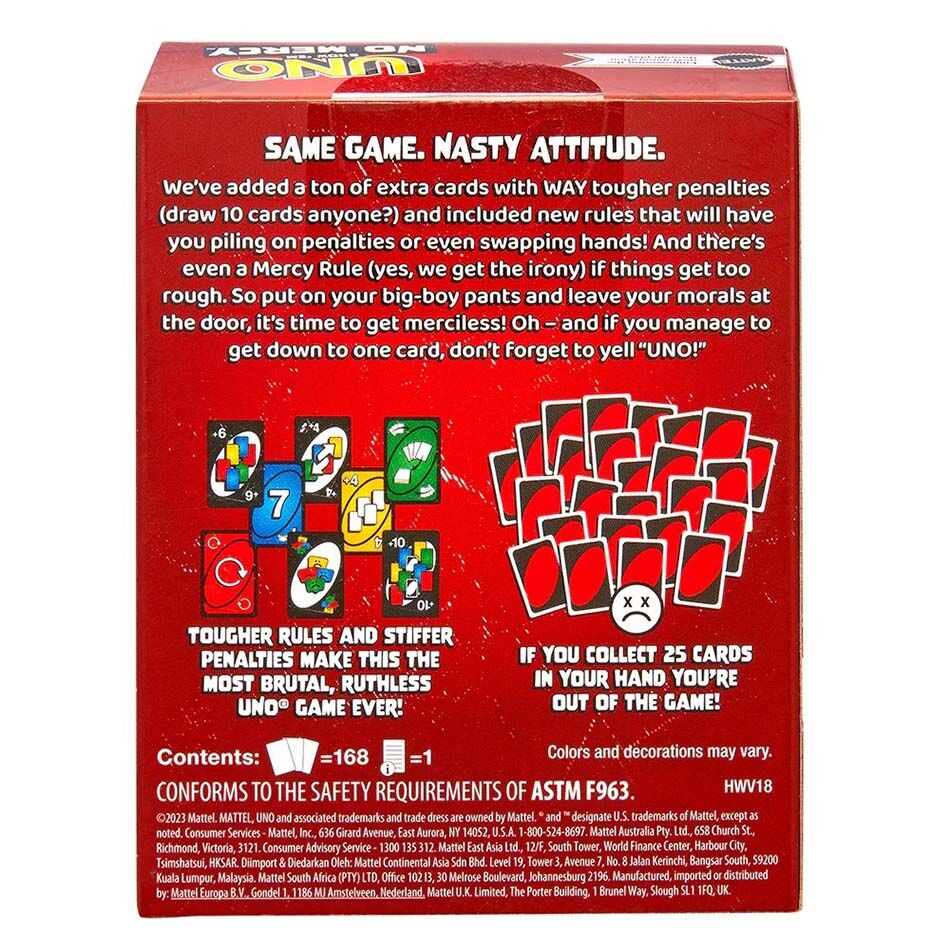 UNO
SHOW 'EM
NO MERCY
MATTEL
SAME GAME. NASTY ATTITUDE.
We've added a ton of extra cards with WAY tougher penalties
(draw 10 cards anyone?) and included new rules that will have
you piling on penalties or even swapping hands! And there's
even a Mercy Rule (yes, we get the irony) if things get too
rough. So put on your big-boy pants and leave your morals at
the door, it's time to get merciless! Oh – and if you manage to
get down to one card, don't forget to yell "UNO!"
+6
+4
7
+4
+10
TOUGHER RULES AND STIFFER
PENALTIES MAKE THIS THE
MOST BRUTAL, RUTHLESS
UNO® GAME EVER!
X X
IF YOU COLLECT 25 CARDS
IN YOUR HAND YOU'RE
OUT OF THE GAME!
Contents: =168 i =1
Colors and decorations may vary.
CONFORMS TO THE SAFETY REQUIREMENTS OF ASTM F963.
HWV18
©2023 Mattel. MATTEL, UNO and associated trademarks and trade dress are owned by Mattel. ® and ™ designate U.S. trademarks of Mattel, except as
noted. Consumer Services - Mattel, Inc., 636 Girard Avenue, East Aurora, NY 14052, U.S.A. 1-800-524-8697. Mattel Australia Pty. Ltd., 658 Church St.,
Richmond, Victoria, 3121. Consumer Advisory Service - 1300 135 312. Mattel East Asia Ltd., 12/F, South Tower, World Finance Center, Harbour City,
Tsimshatsui, HKSAR. Diimport & Diedarkan Oleh: Mattel Continental Asia Sdn Bhd. Level 19, Tower 3, Avenue 7, No. 8 Jalan Kerinchi, Bangsar South, 59200
Kuala Lumpur, Malaysia. Mattel South Africa (PTY) LTD, Office 102 I3, 30 Melrose Boulevard, Johannesburg 2196. Manufactured, imported or distributed
by: Mattel Europa B.V., Gondel 1, 1186 MJ Amstelveen, Nederland. Mattel U.K. Limited, The Porter Building, 1 Brunel Way, Slough SL1 1FQ, UK.